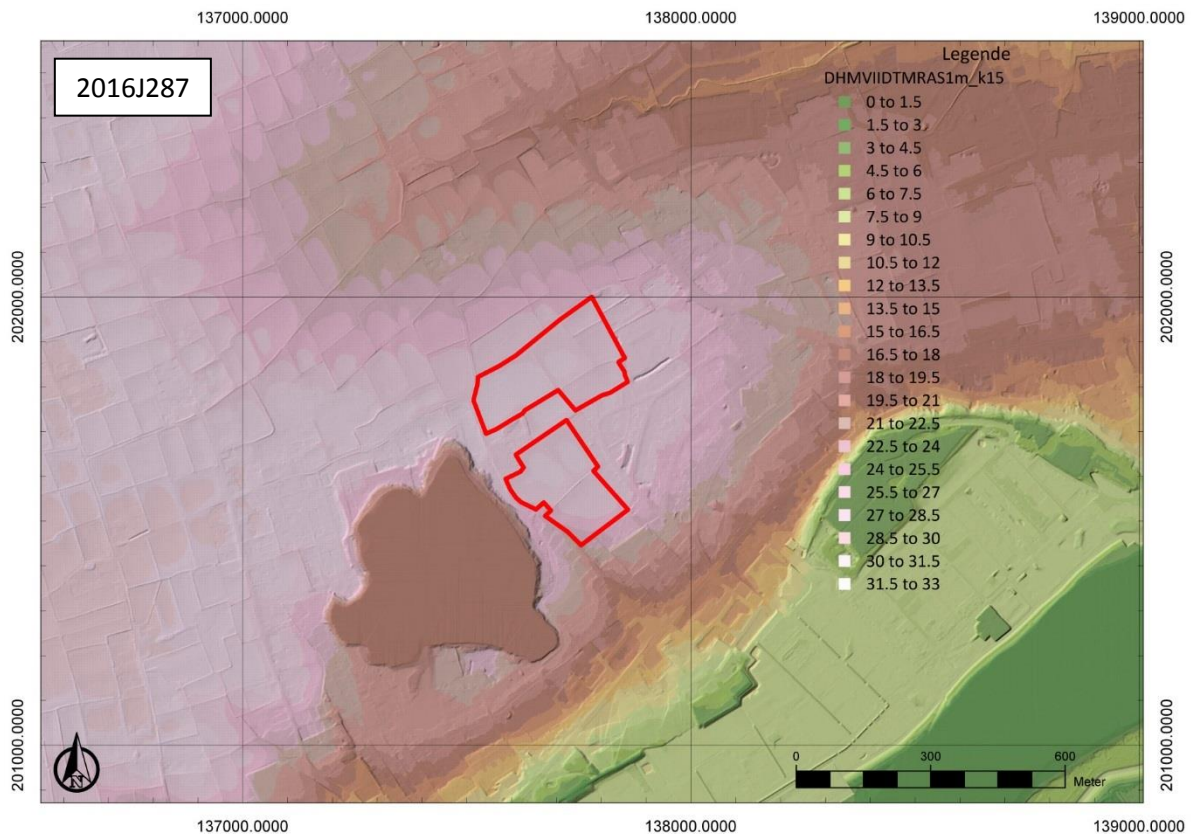 137000.0000
138000.0000
139000.0000
2016J287
Legende
DHMVIIDTMRAS1m_k15
0 to 1.5
1.5 to 3
3 to 4.5
4.5 to 6
6 to 7.5
7.5 to 9
9 to 10.5
10.5 to 12
12 to 13.5
13.5 to 15
15 to 16.5
16.5 to 18
18 to 19.5
19.5 to 21
21 to 22.5
22.5 to 24
24 to 25.5
25.5 to 27
27 to 28.5
28.5 to 30
30 to 31.5
31.5 to 33
202000.0000
202000.0000
201000.0000
201000.0000
N
0 300 600
Meter
137000.0000
138000.0000
139000.0000